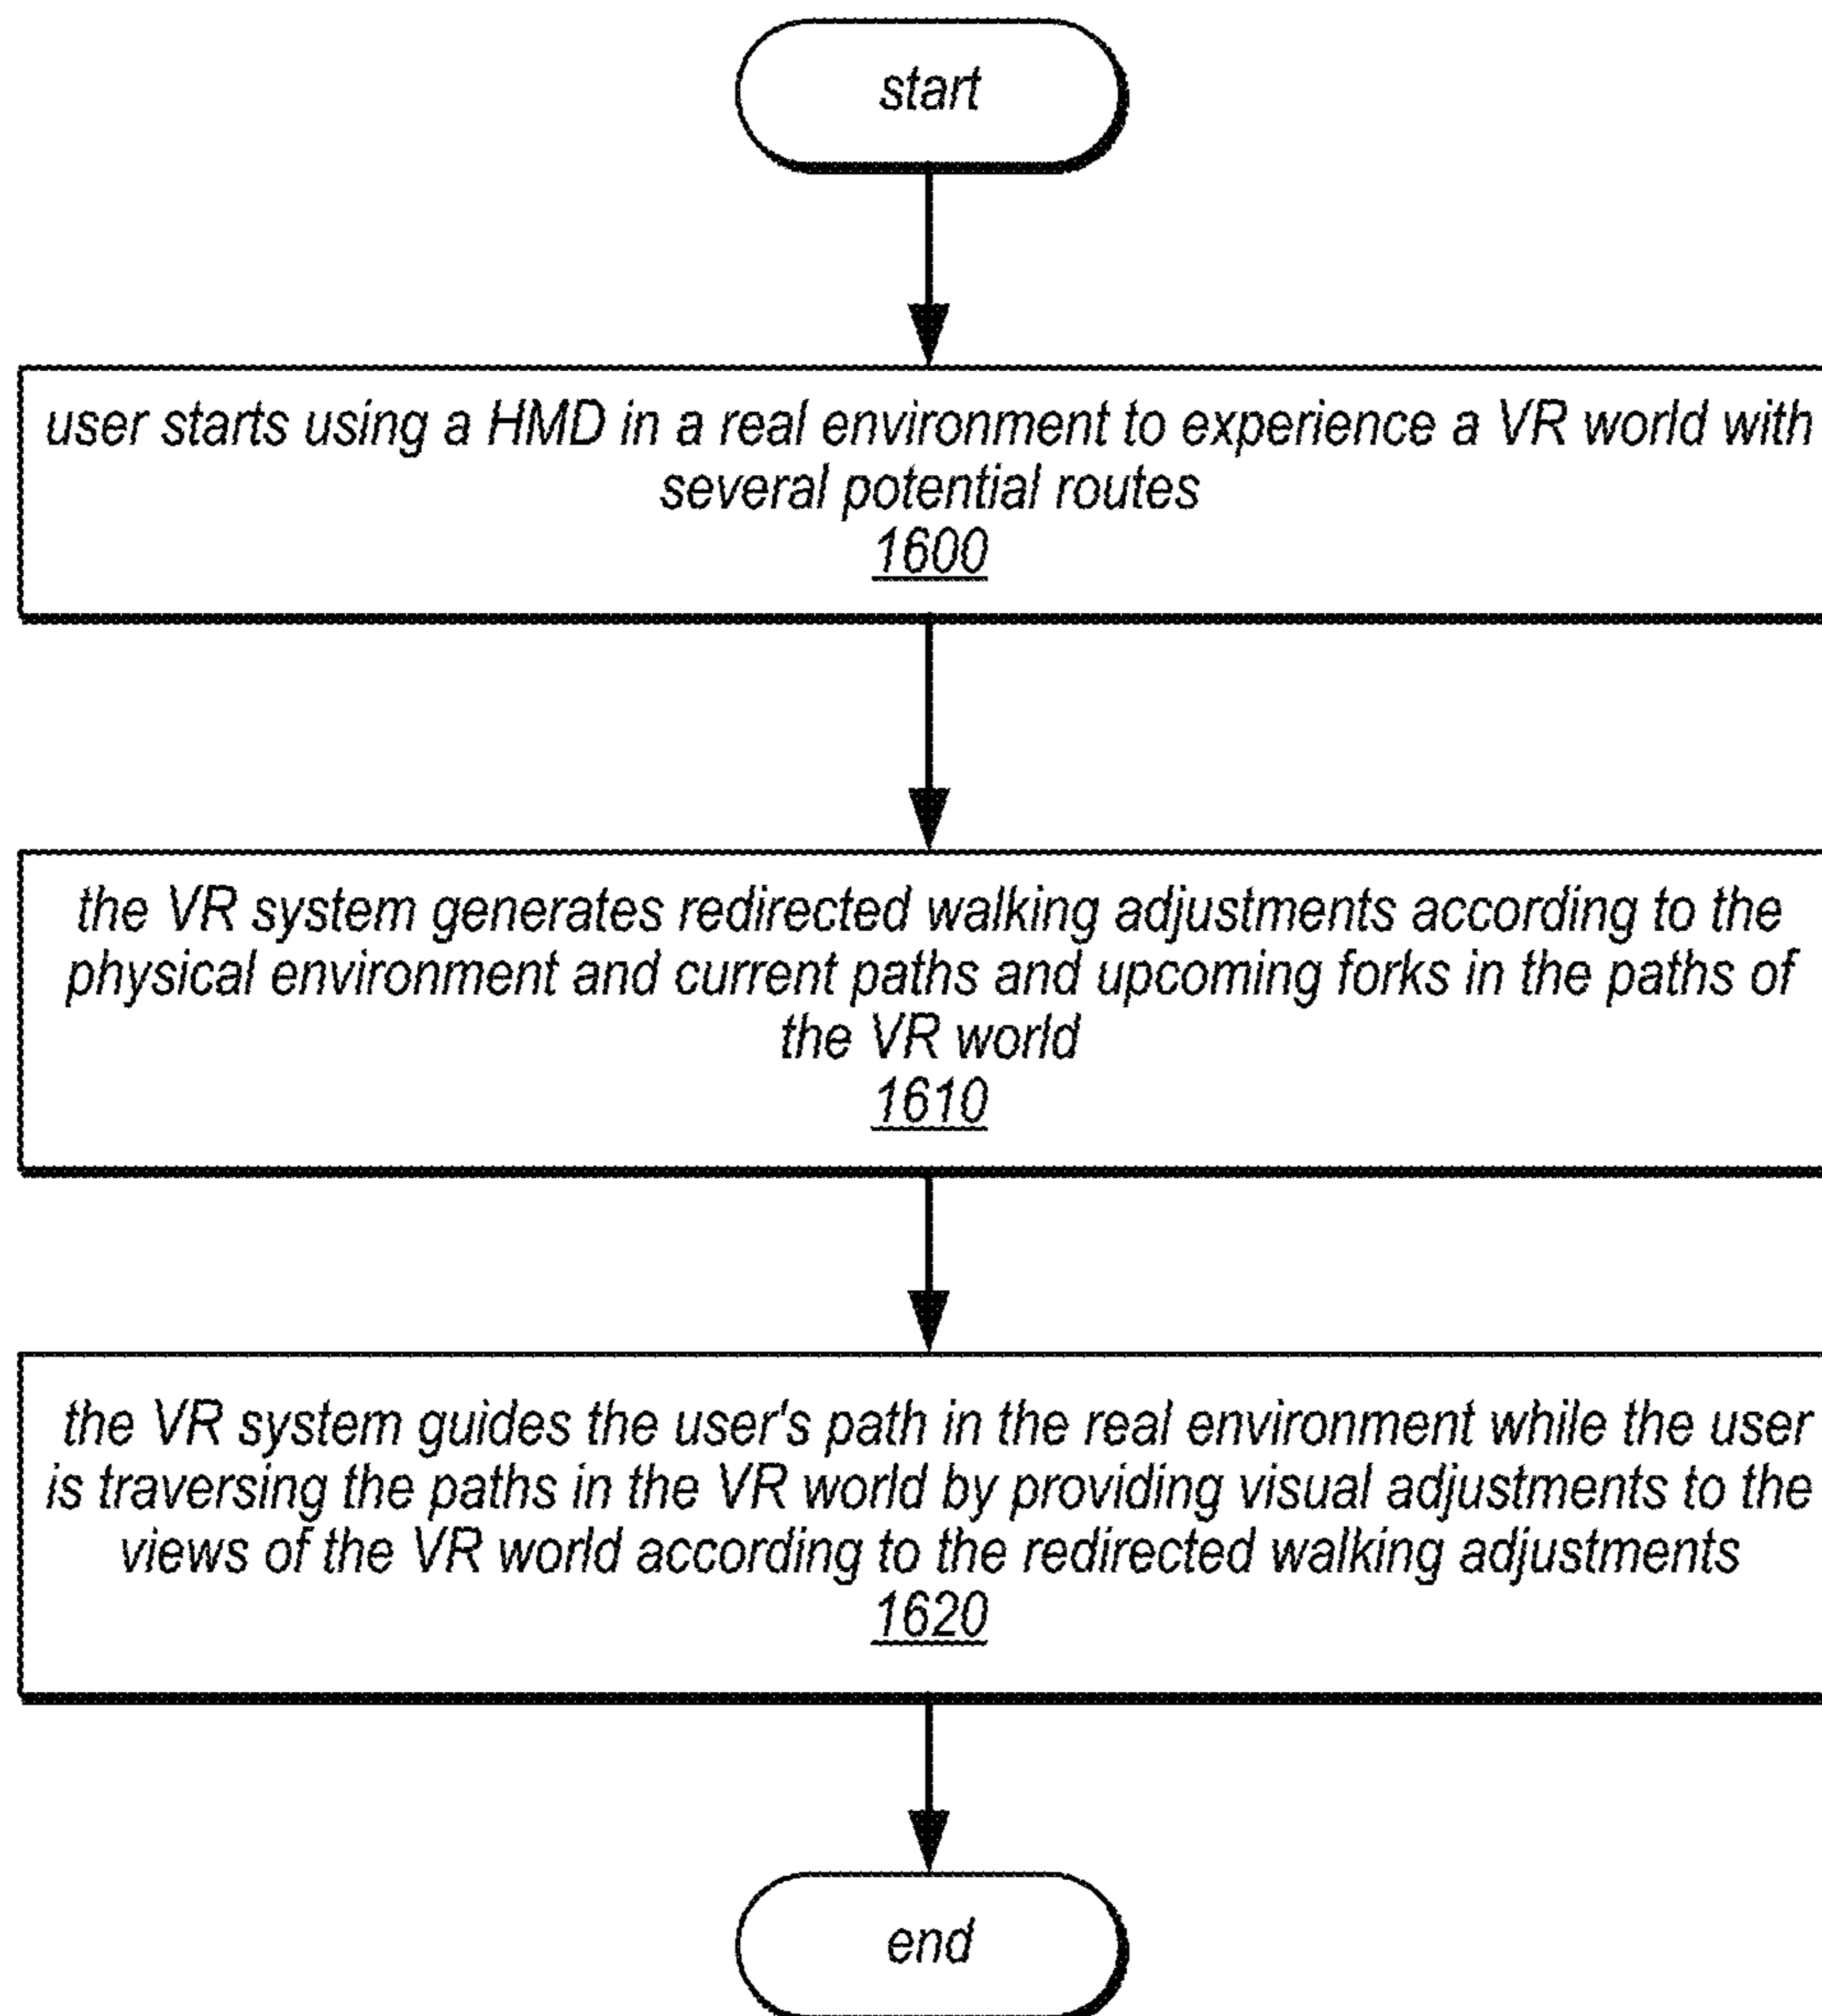 start
user starts using a HMD in a real environment to experience a VR world with
several potential routes
1600
the VR system generates redirected walking adjustments according to the
physical environment and current paths and upcoming forks in the paths of
the VR world
1610
the VR system guides the user's path in the real environment while the user
is traversing the paths in the VR world by providing visual adjustments to the
views of the VR world according to the redirected walking adjustments
1620
end